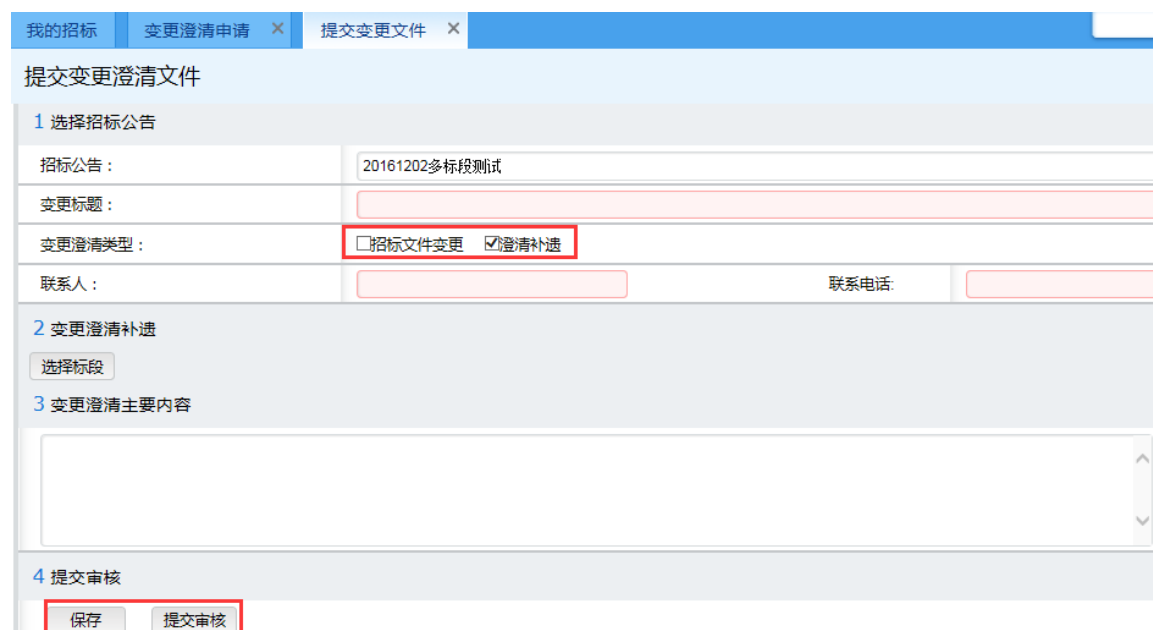 我的招标 变更澄清申请 × 提交变更文件 ×
提交变更澄清文件
1 选择招标公告
招标公告： 20161202多标段测试
变更标题：
变更澄清类型： 招标文件变更 澄清补遗
联系人： 联系电话:
2 变更澄清补遗
选择标段
3 变更澄清主要内容
4 提交审核
保存 提交审核